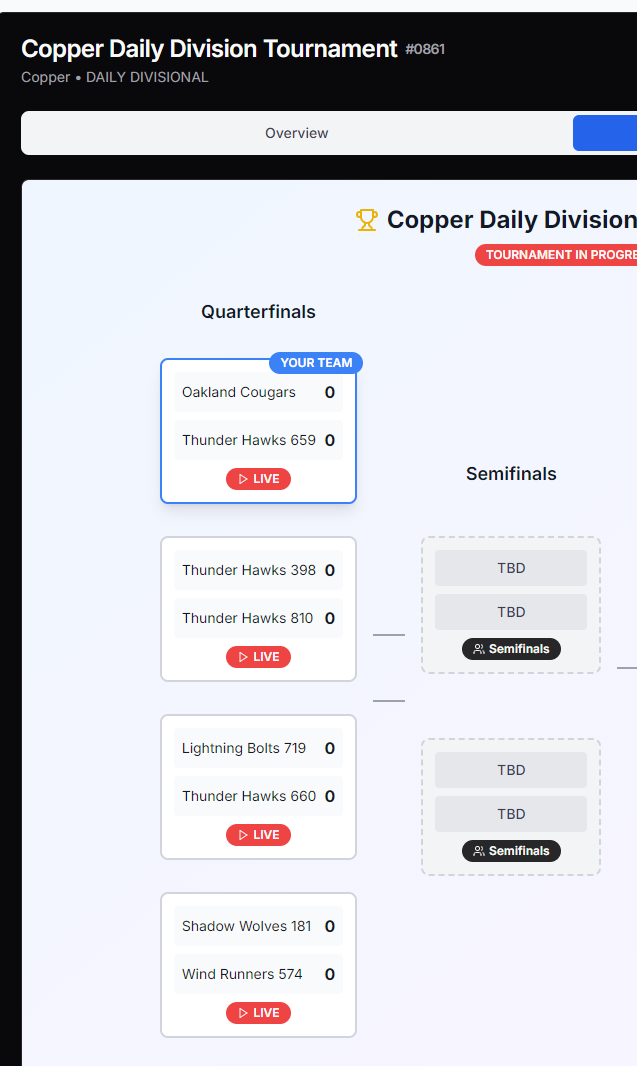 Copper Daily Division Tournament #0861
Copper • DAILY DIVISIONAL
Overview
Copper Daily Division
TOURNAMENT IN PROGRE
Quarterfinals
YOUR TEAM
Oakland Cougars 0
Thunder Hawks 659 0
LIVE
Thunder Hawks 398 0
Thunder Hawks 810 0
LIVE
Lightning Bolts 719 0
Thunder Hawks 660 0
LIVE
Shadow Wolves 181 0
Wind Runners 574 0
LIVE
Semifinals
TBD
TBD
Semifinals
TBD
TBD
Semifinals